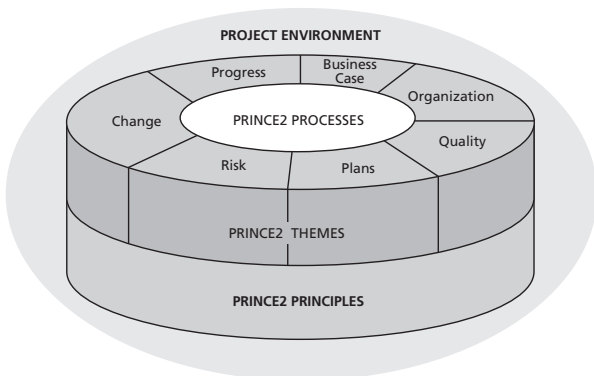 PROJECT ENVIRONMENT
Progress
Business
Case
Organization
Change
PRINCE2 PROCESSES
Quality
Risk
Plans
PRINCE2 THEMES
PRINCE2 PRINCIPLES